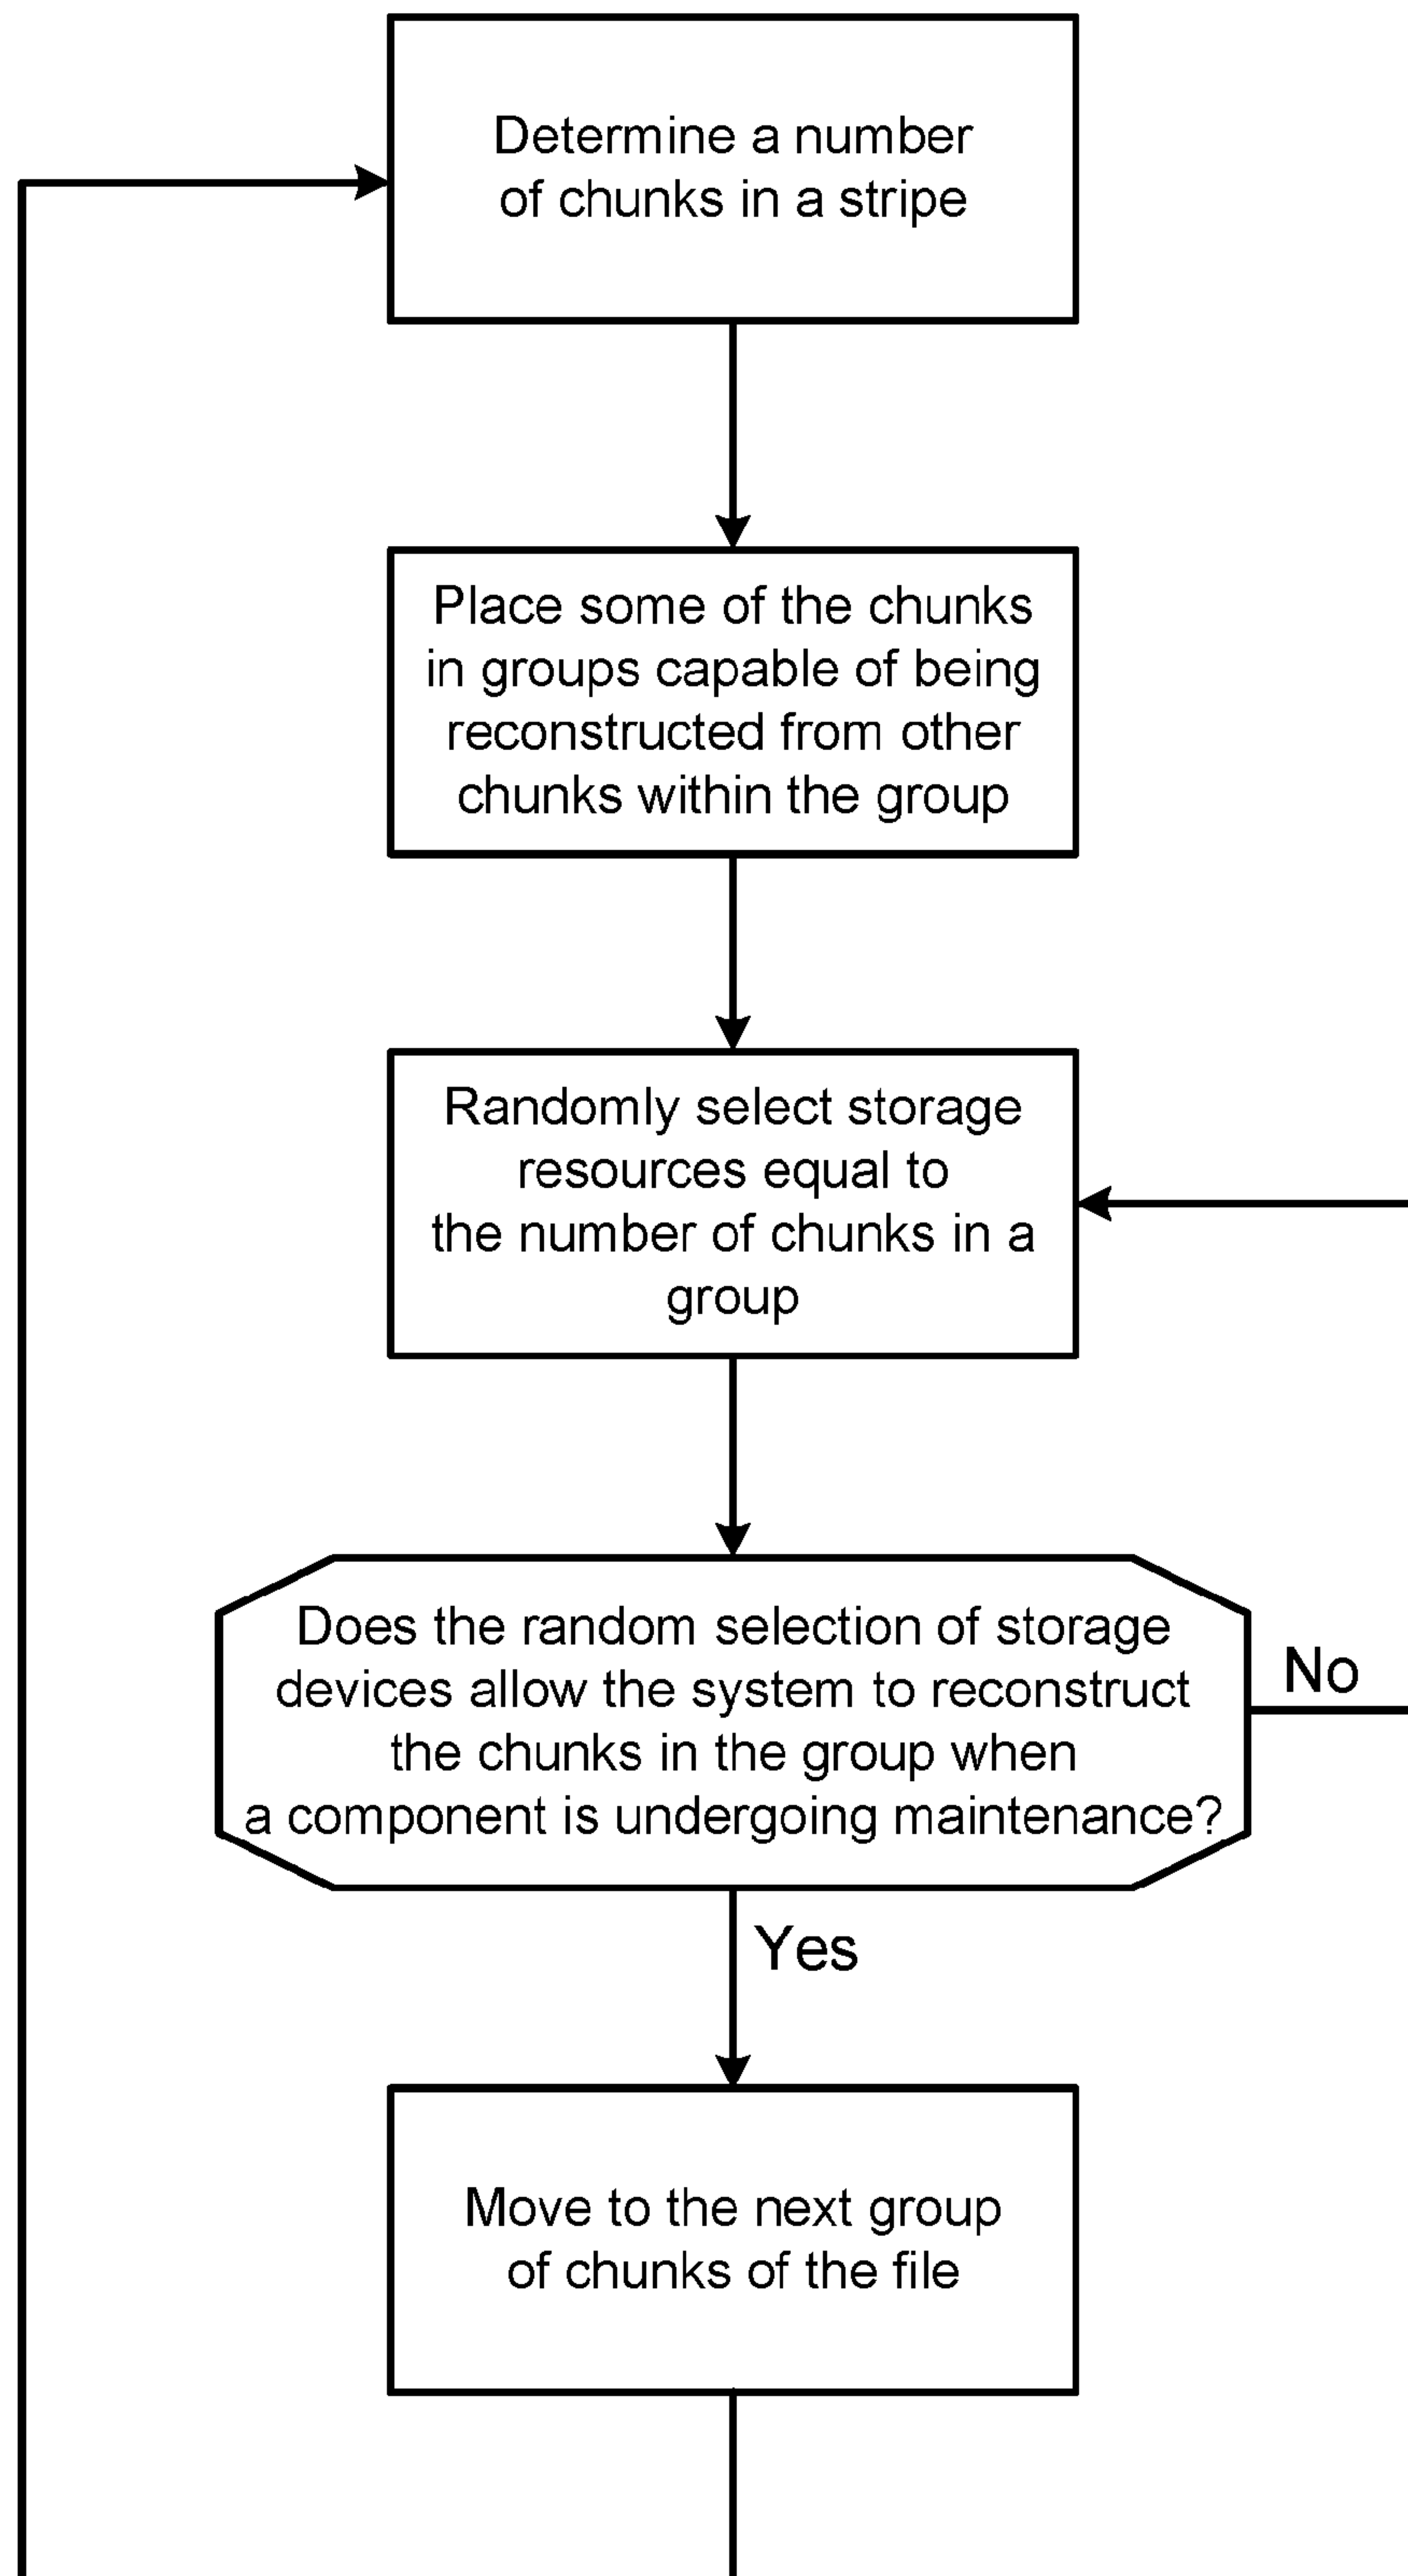 Determine a number
of chunks in a stripe
Place some of the chunks
in groups capable of being
reconstructed from other
chunks within the group
Randomly select storage
resources equal to
the number of chunks in a
group
Does the random selection of storage
devices allow the system to reconstruct
the chunks in the group when
a component is undergoing maintenance?
No
Yes
Move to the next group
of chunks of the file